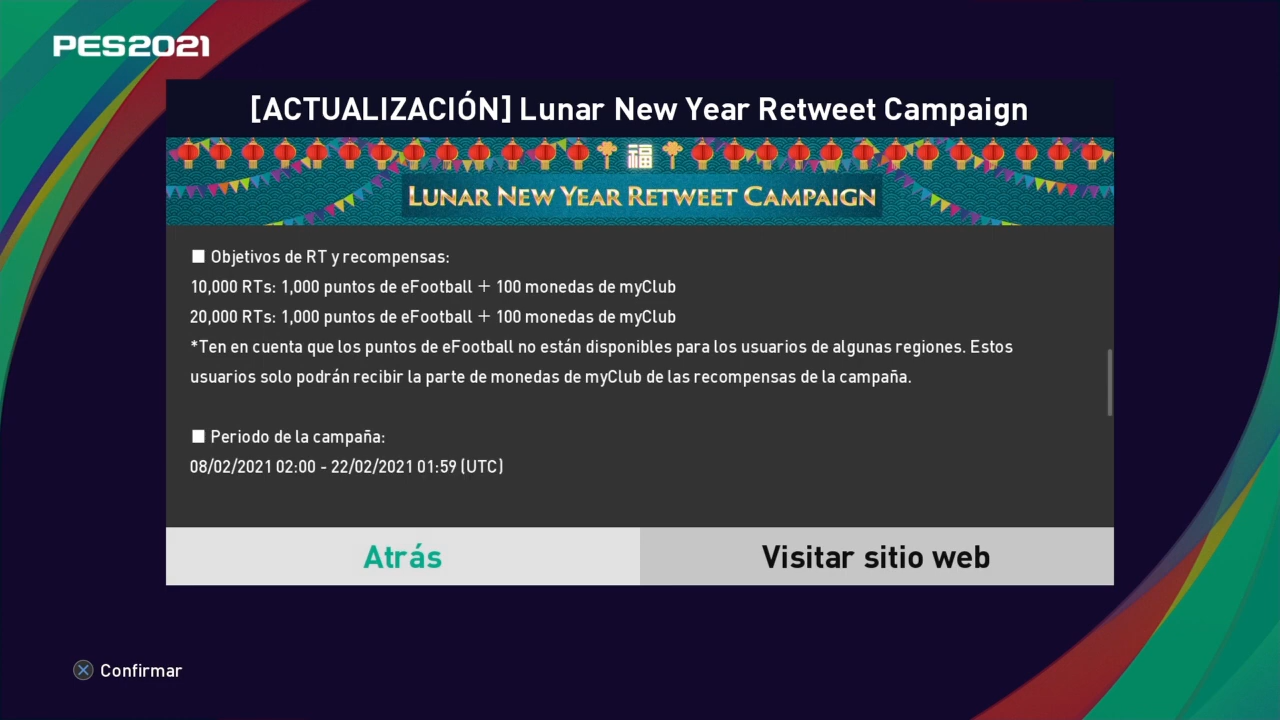 PES2021
[ACTUALIZACIÓN] Lunar New Year Retweet Campaign
福
LUNAR NEW YEAR RETWEET CAMPAIGN
■ Objetivos de RT y recompensas:
10,000 RTs: 1,000 puntos de eFootball + 100 monedas de myClub
20,000 RTs: 1,000 puntos de eFootball + 100 monedas de myClub
*Ten en cuenta que los puntos de eFootball no están disponibles para los usuarios de algunas regiones. Estos
usuarios solo podrán recibir la parte de monedas de myClub de las recompensas de la campaña.
■ Periodo de la campaña:
08/02/2021 02:00 - 22/02/2021 01:59 (UTC)
Atrás
Visitar sitio web
Confirmar